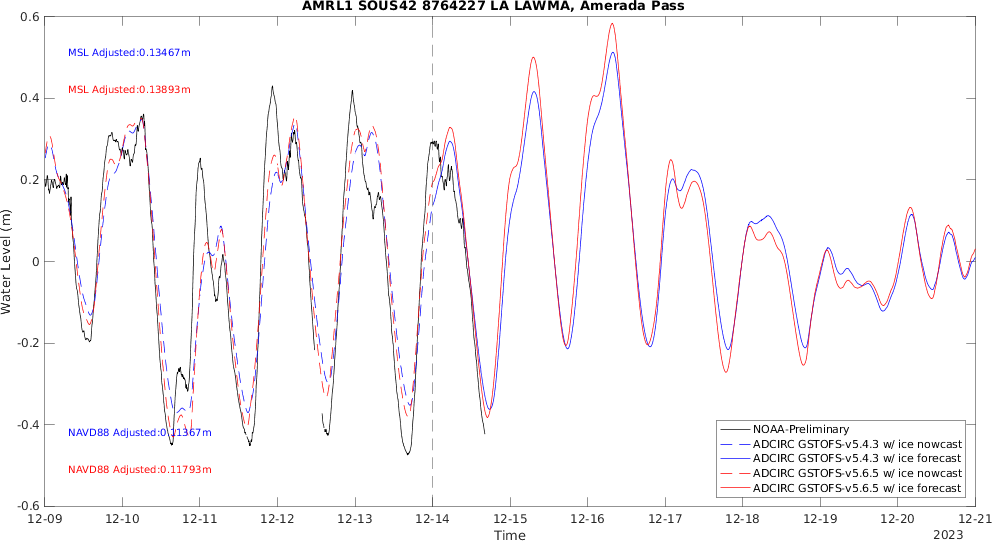 AMRL1 SOUS42 8764227 LA LAWMA, Amerada Pass
0.6
0.4
0.2
0
-0.2
-0.4
-0.6
Water Level (m)
MSL Adjusted:0.13467m
MSL Adjusted:0.13893m
NAVD88 Adjusted:0.11367m
NAVD88 Adjusted:0.11793m
NOAA-Preliminary
ADCIRC GSTOFS-v5.4.3 w/ ice nowcast
ADCIRC GSTOFS-v5.4.3 w/ ice forecast
ADCIRC GSTOFS-v5.6.5 w/ ice nowcast
ADCIRC GSTOFS-v5.6.5 w/ ice forecast
12-09 12-10 12-11 12-12 12-13 12-14 12-15 12-16 12-17 12-18 12-19 12-20 12-21
Time
2023